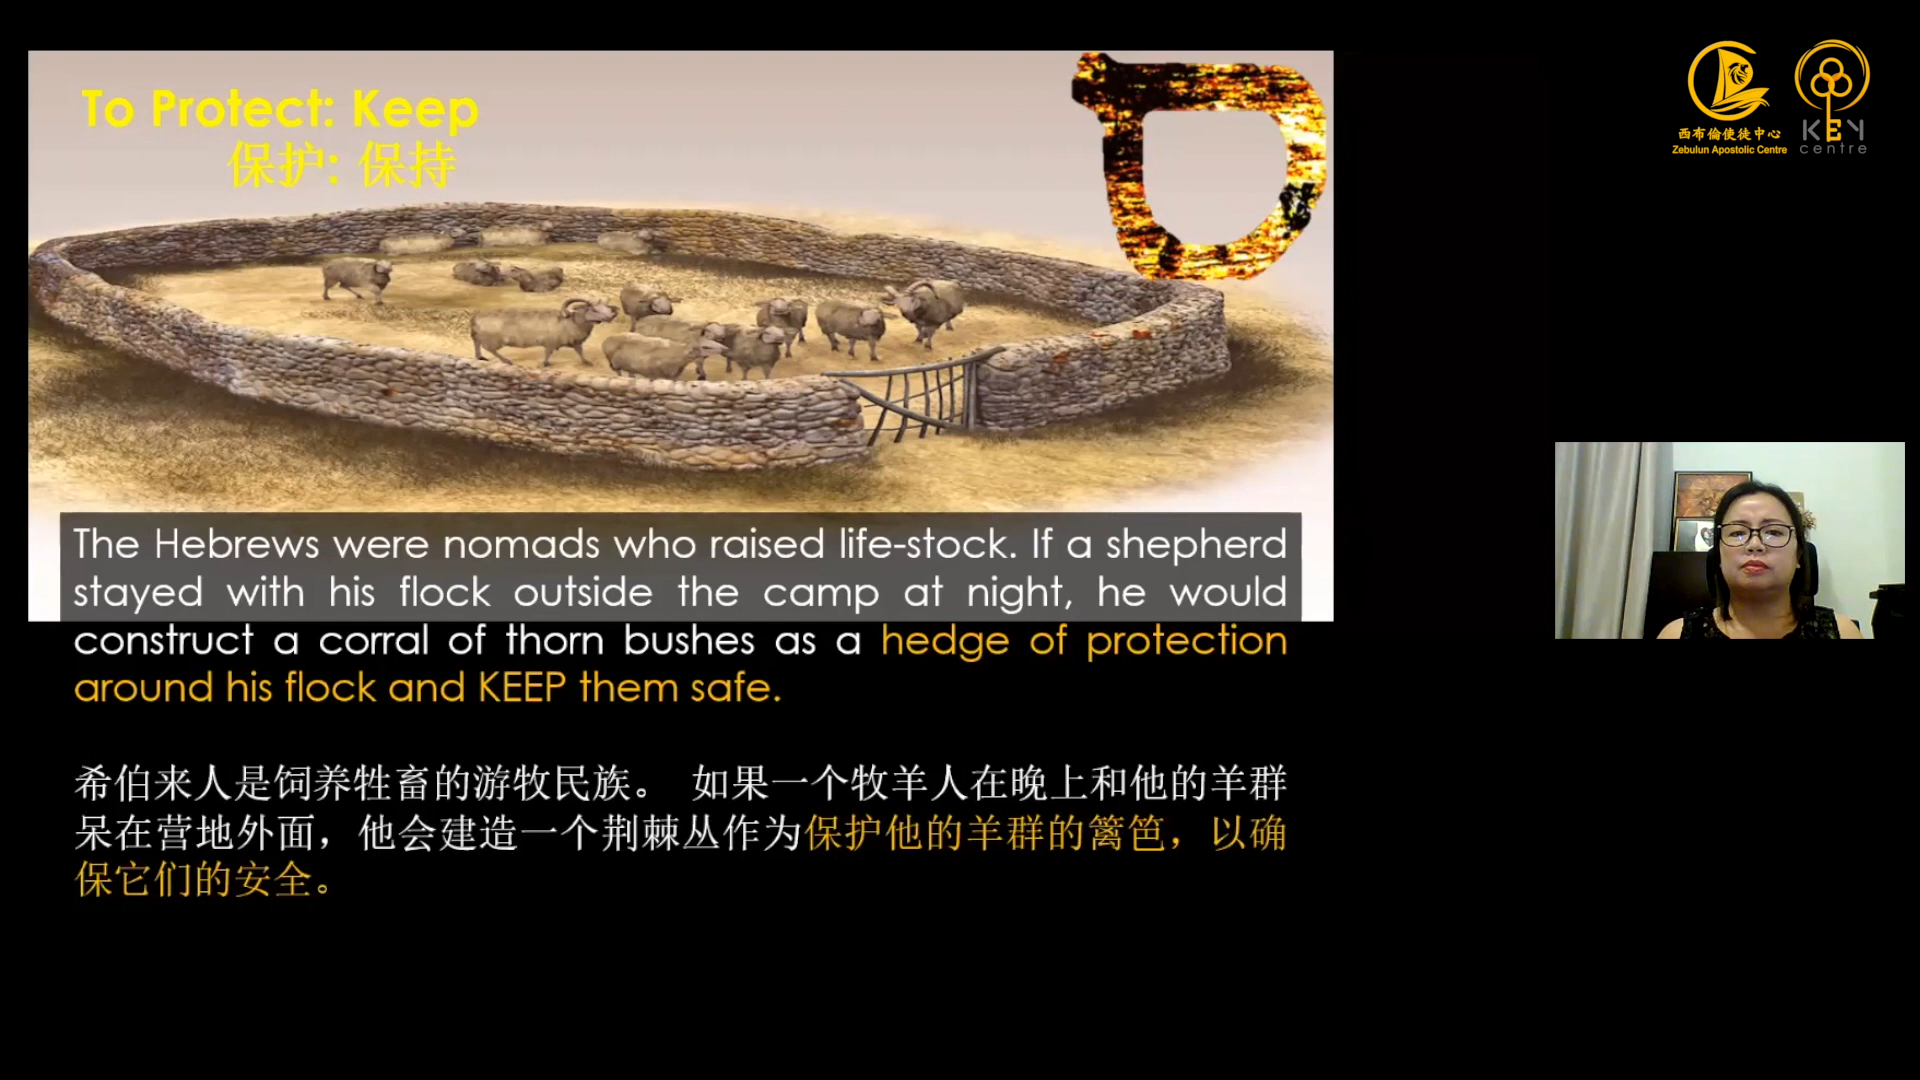 To Protect: Keep
保护: 保持
ס
西布倫使徒中心
Zebulun Apostolic Centre
KEY
centre
The Hebrews were nomads who raised life-stock. If a shepherd
stayed with his flock outside the camp at night, he would
construct a corral of thorn bushes as a hedge of protection
around his flock and KEEP them safe.
希伯来人是饲养牲畜的游牧民族。 如果一个牧羊人在晚上和他的羊群
呆在营地外面，他会建造一个荆棘丛作为保护他的羊群的篱笆，以确
保它们的安全。